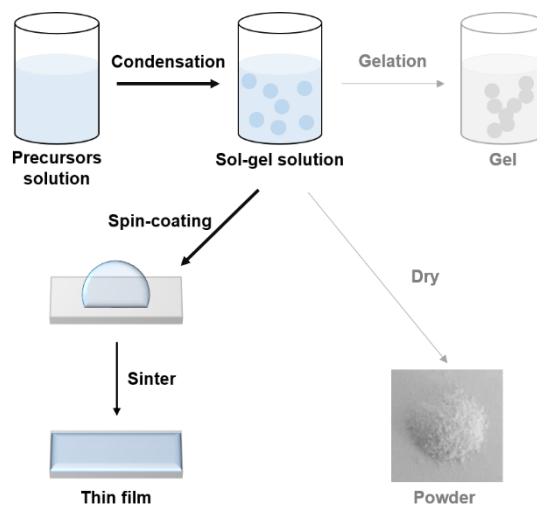 Condensation
Gelation
Precursors
solution
Sol-gel solution
Gel
Spin-coating
Dry
Sinter
Thin film
Powder